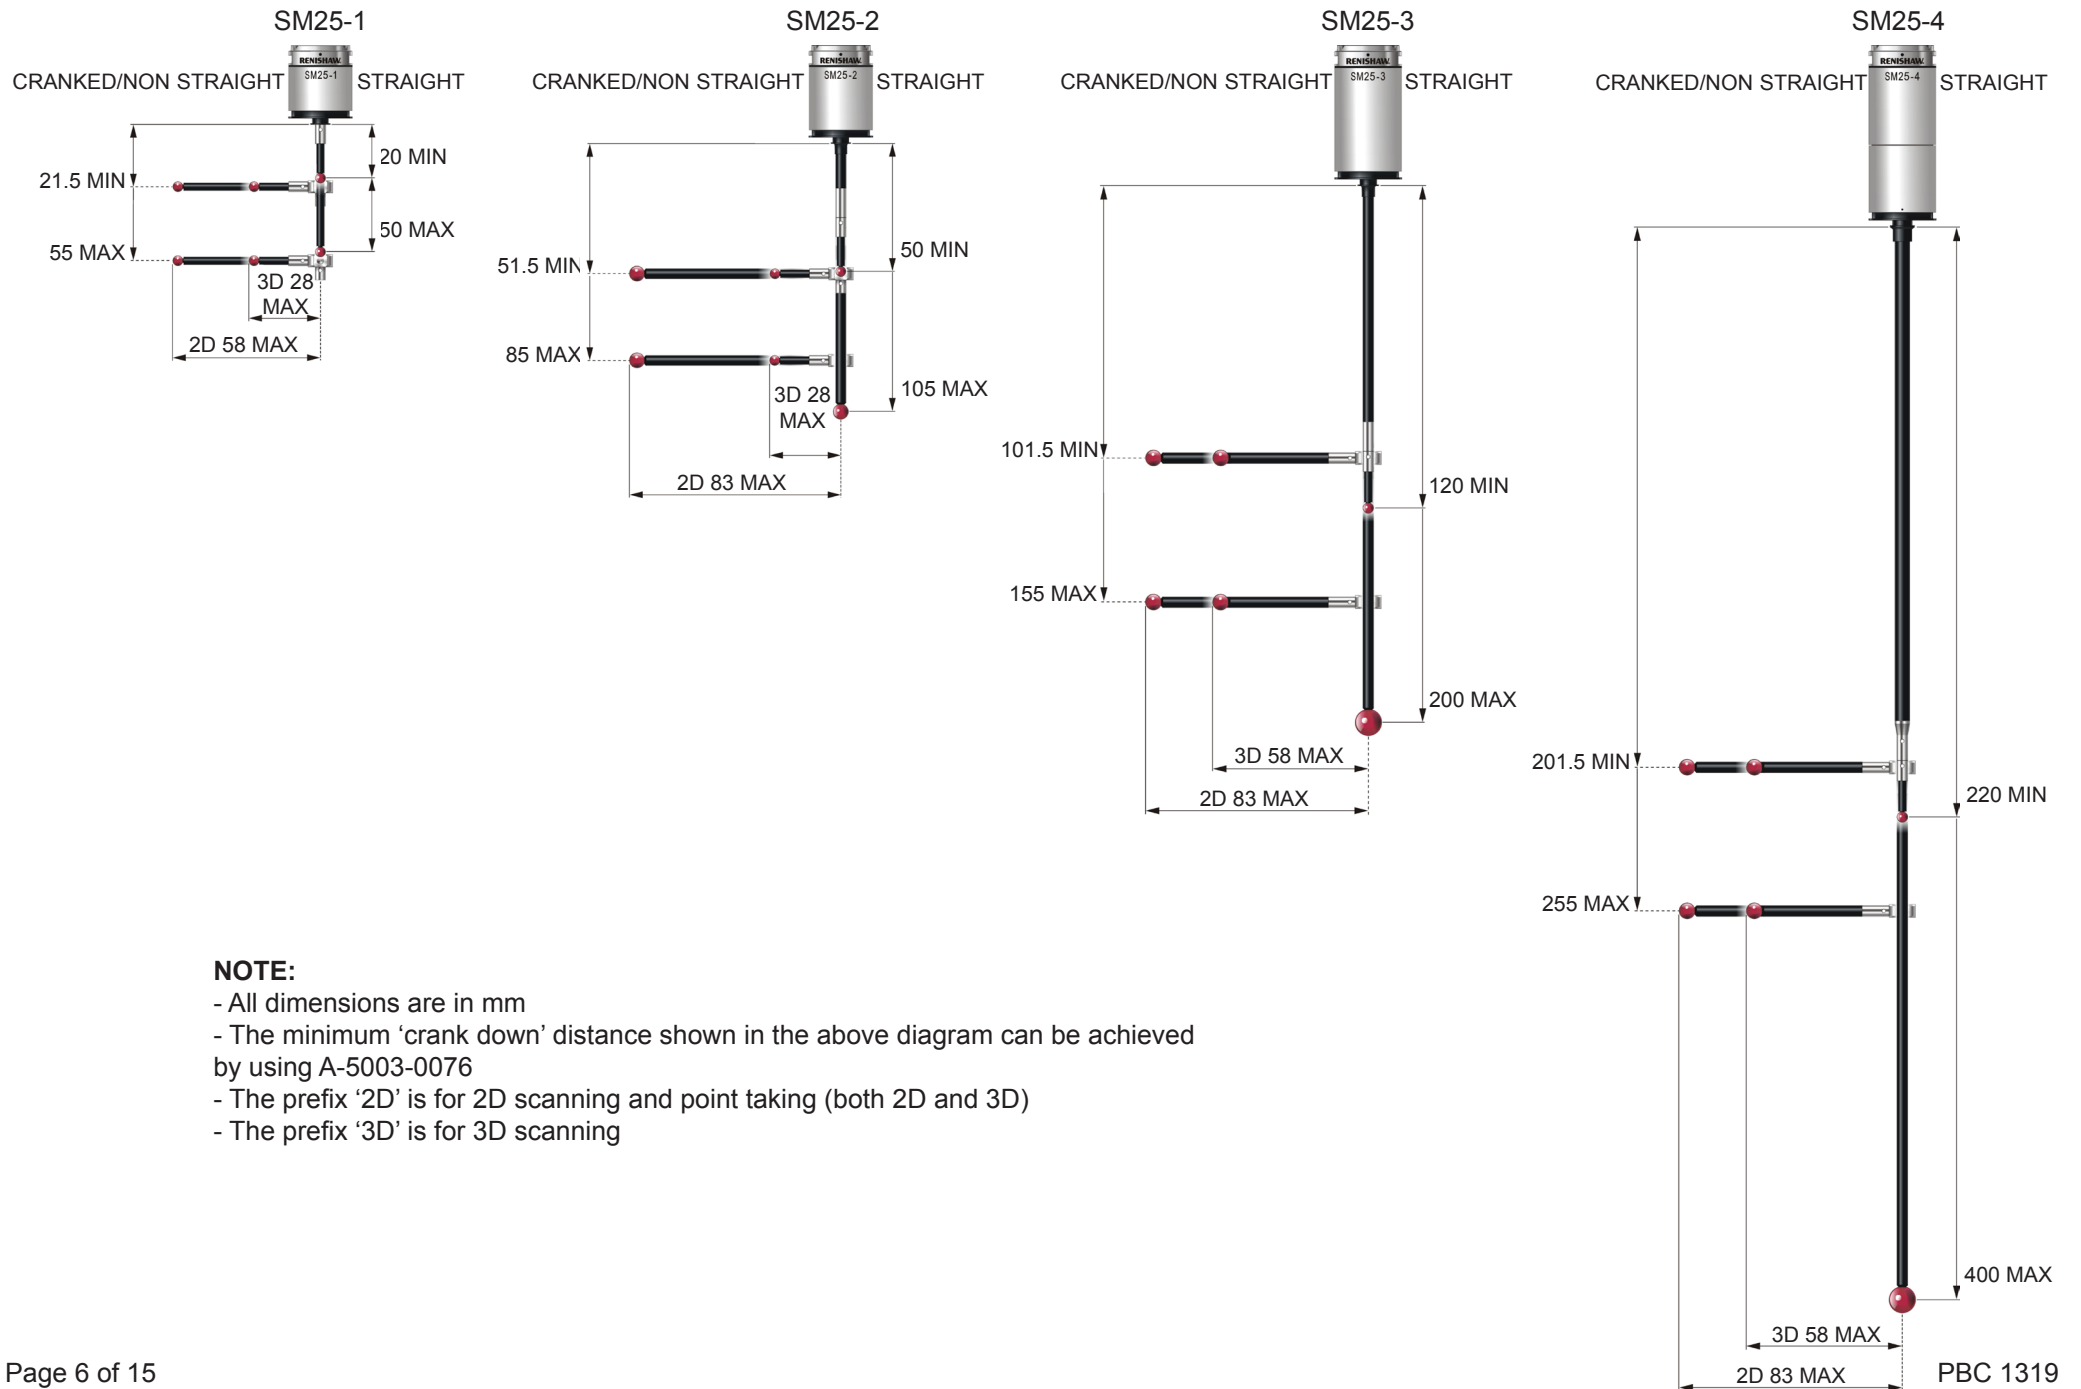 SM25-1
RENISHAW.
SM25-1
CRANKED/NON STRAIGHT
STRAIGHT
20 MIN
21.5 MIN
50 MAX
55 MAX
3D 28
MAX
2D 58 MAX
SM25-2
RENISHAW.
SM25-2
CRANKED/NON STRAIGHT
STRAIGHT
50 MIN
51.5 MIN
85 MAX
105 MAX
3D 28
MAX
2D 83 MAX
SM25-3
RENISHAW.
SM25-3
CRANKED/NON STRAIGHT
STRAIGHT
101.5 MIN
120 MIN
155 MAX
200 MAX
3D 58 MAX
2D 83 MAX
SM25-4
RENISHAW.
SM25-4
CRANKED/NON STRAIGHT
STRAIGHT
201.5 MIN
220 MIN
255 MAX
400 MAX
3D 58 MAX
2D 83 MAX
NOTE:
- All dimensions are in mm
- The minimum ‘crank down’ distance shown in the above diagram can be achieved
by using A-5003-0076
- The prefix ‘2D’ is for 2D scanning and point taking (both 2D and 3D)
- The prefix ‘3D’ is for 3D scanning
Page 6 of 15
PBC 1319